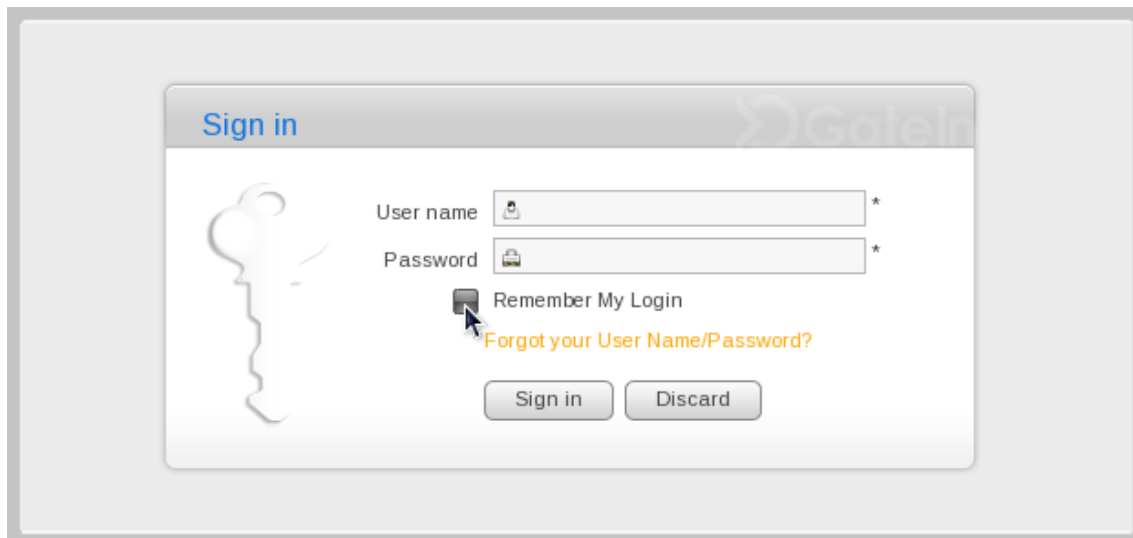 Sign in
GateIn
User name *
Password *
Remember My Login
Forgot your User Name/Password?
Sign in Discard